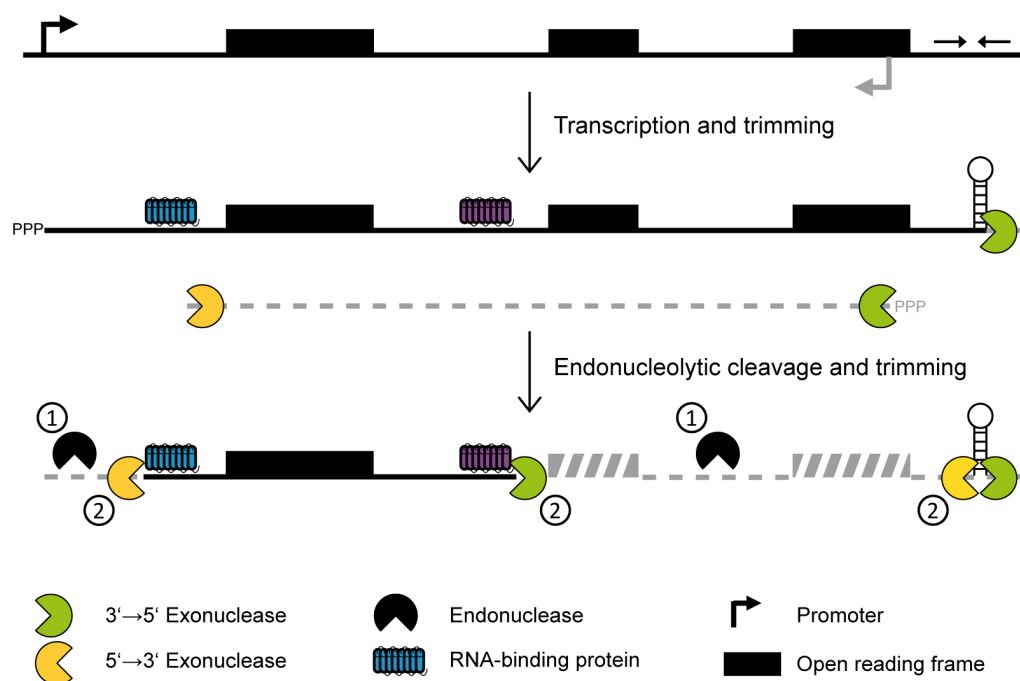 Transcription and trimming
PPP
PPP
Endonucleolytic cleavage and trimming
1
1
2
2
2
3‘→5‘ Exonuclease
Endonuclease
Promoter
5‘→3‘ Exonuclease
RNA-binding protein
Open reading frame